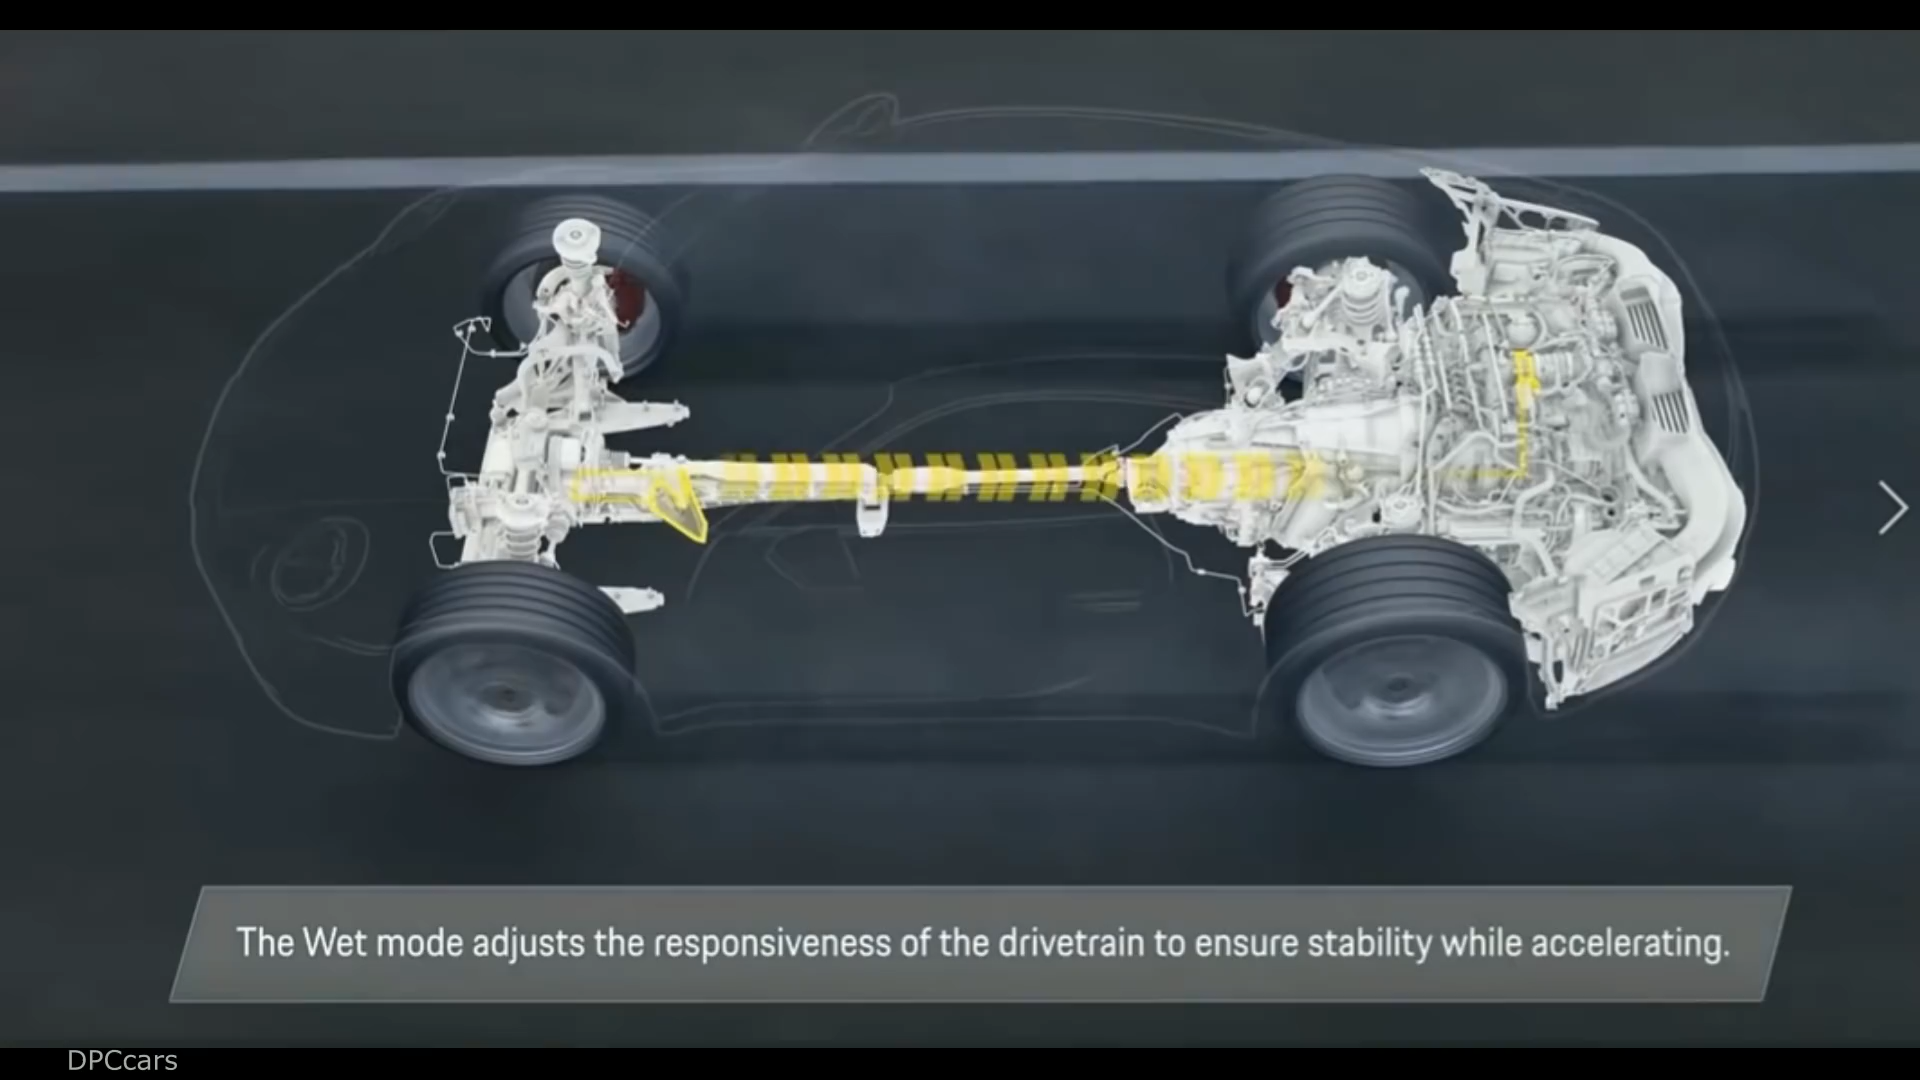 The Wet mode adjusts the responsiveness of the drivetrain to ensure stability while accelerating.
DPCcars